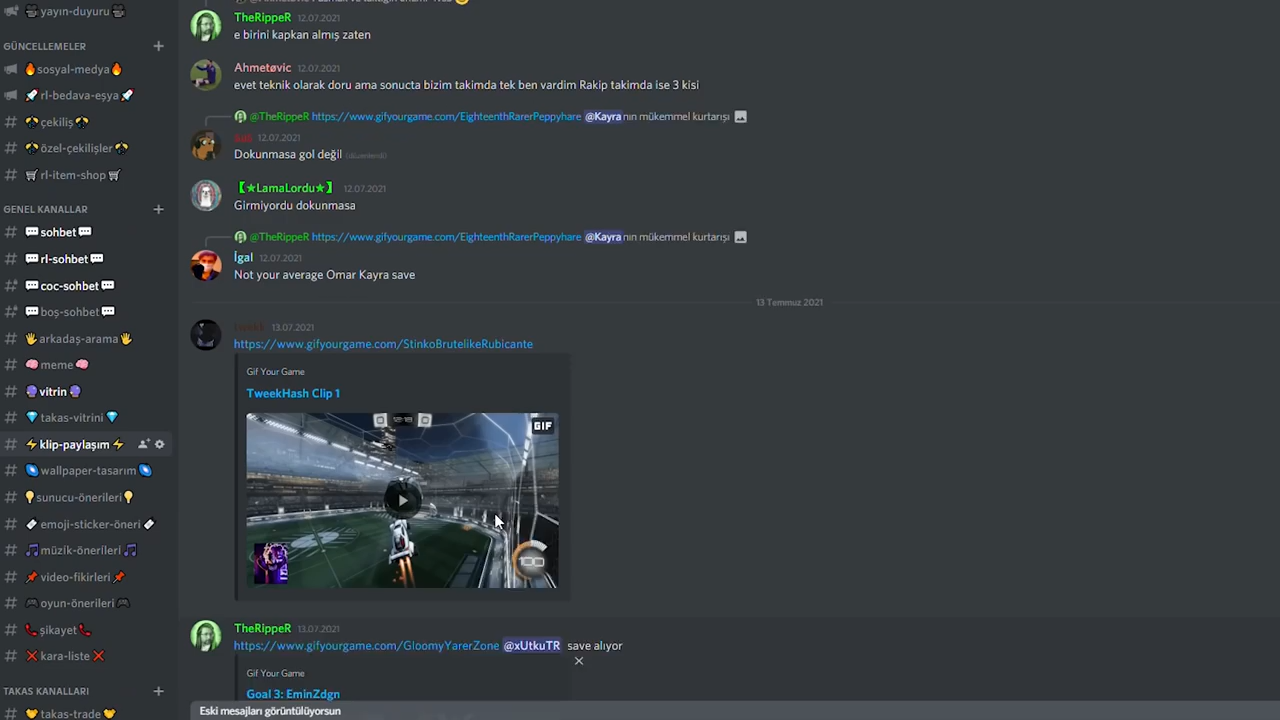 yayın-duyuru
GÜNCELLEMELER
sosyal-medya
rl-bedava-eşya
çekiliş
özel-çekilişler
rl-item-shop
GENEL KANALLAR
sohbet
rl-sohbet
coc-sohbet
boş-sohbet
arkadaş-arama
meme
vitrin
takas-vitrini
klip-paylaşım
wallpaper-tasarım
sunucu-önerileri
emoji-sticker-öneri
müzik-önerileri
video-fikirleri
oyun-önerileri
şikayet
kara-liste
TAKAS KANALLARI
takas-trade
TheRippeR 12.07.2021
e birini kapkan almış zaten
Ahmetøvic 12.07.2021
evet teknik olarak doru ama sonucta bizim takimda tek ben vardim Rakip takimda ise 3 kisi
@TheRippeR https://www.gifyourgame.com/EighteenthRarerPeppyhare @Kayra nın mükemmel kurtarışı
12.07.2021
Dokunmasa gol değil (düzenlendi)
【★LamaLordu★】 12.07.2021
Girmiyordu dokunmasa
@TheRippeR https://www.gifyourgame.com/EighteenthRarerPeppyhare @Kayra nın mükemmel kurtarışı
İgal 12.07.2021
Not your average Omar Kayra save
13 Temmuz 2021
13.07.2021
https://www.gifyourgame.com/StinkoBrutelikeRubicante
Gif Your Game
TweekHash Clip 1
GIF
TheRippeR 13.07.2021
https://www.gifyourgame.com/GloomyYarerZone @xUtkuTR save alıyor
Gif Your Game
Goal 3: EminZdgn
Eski mesajları görüntülüyorsun